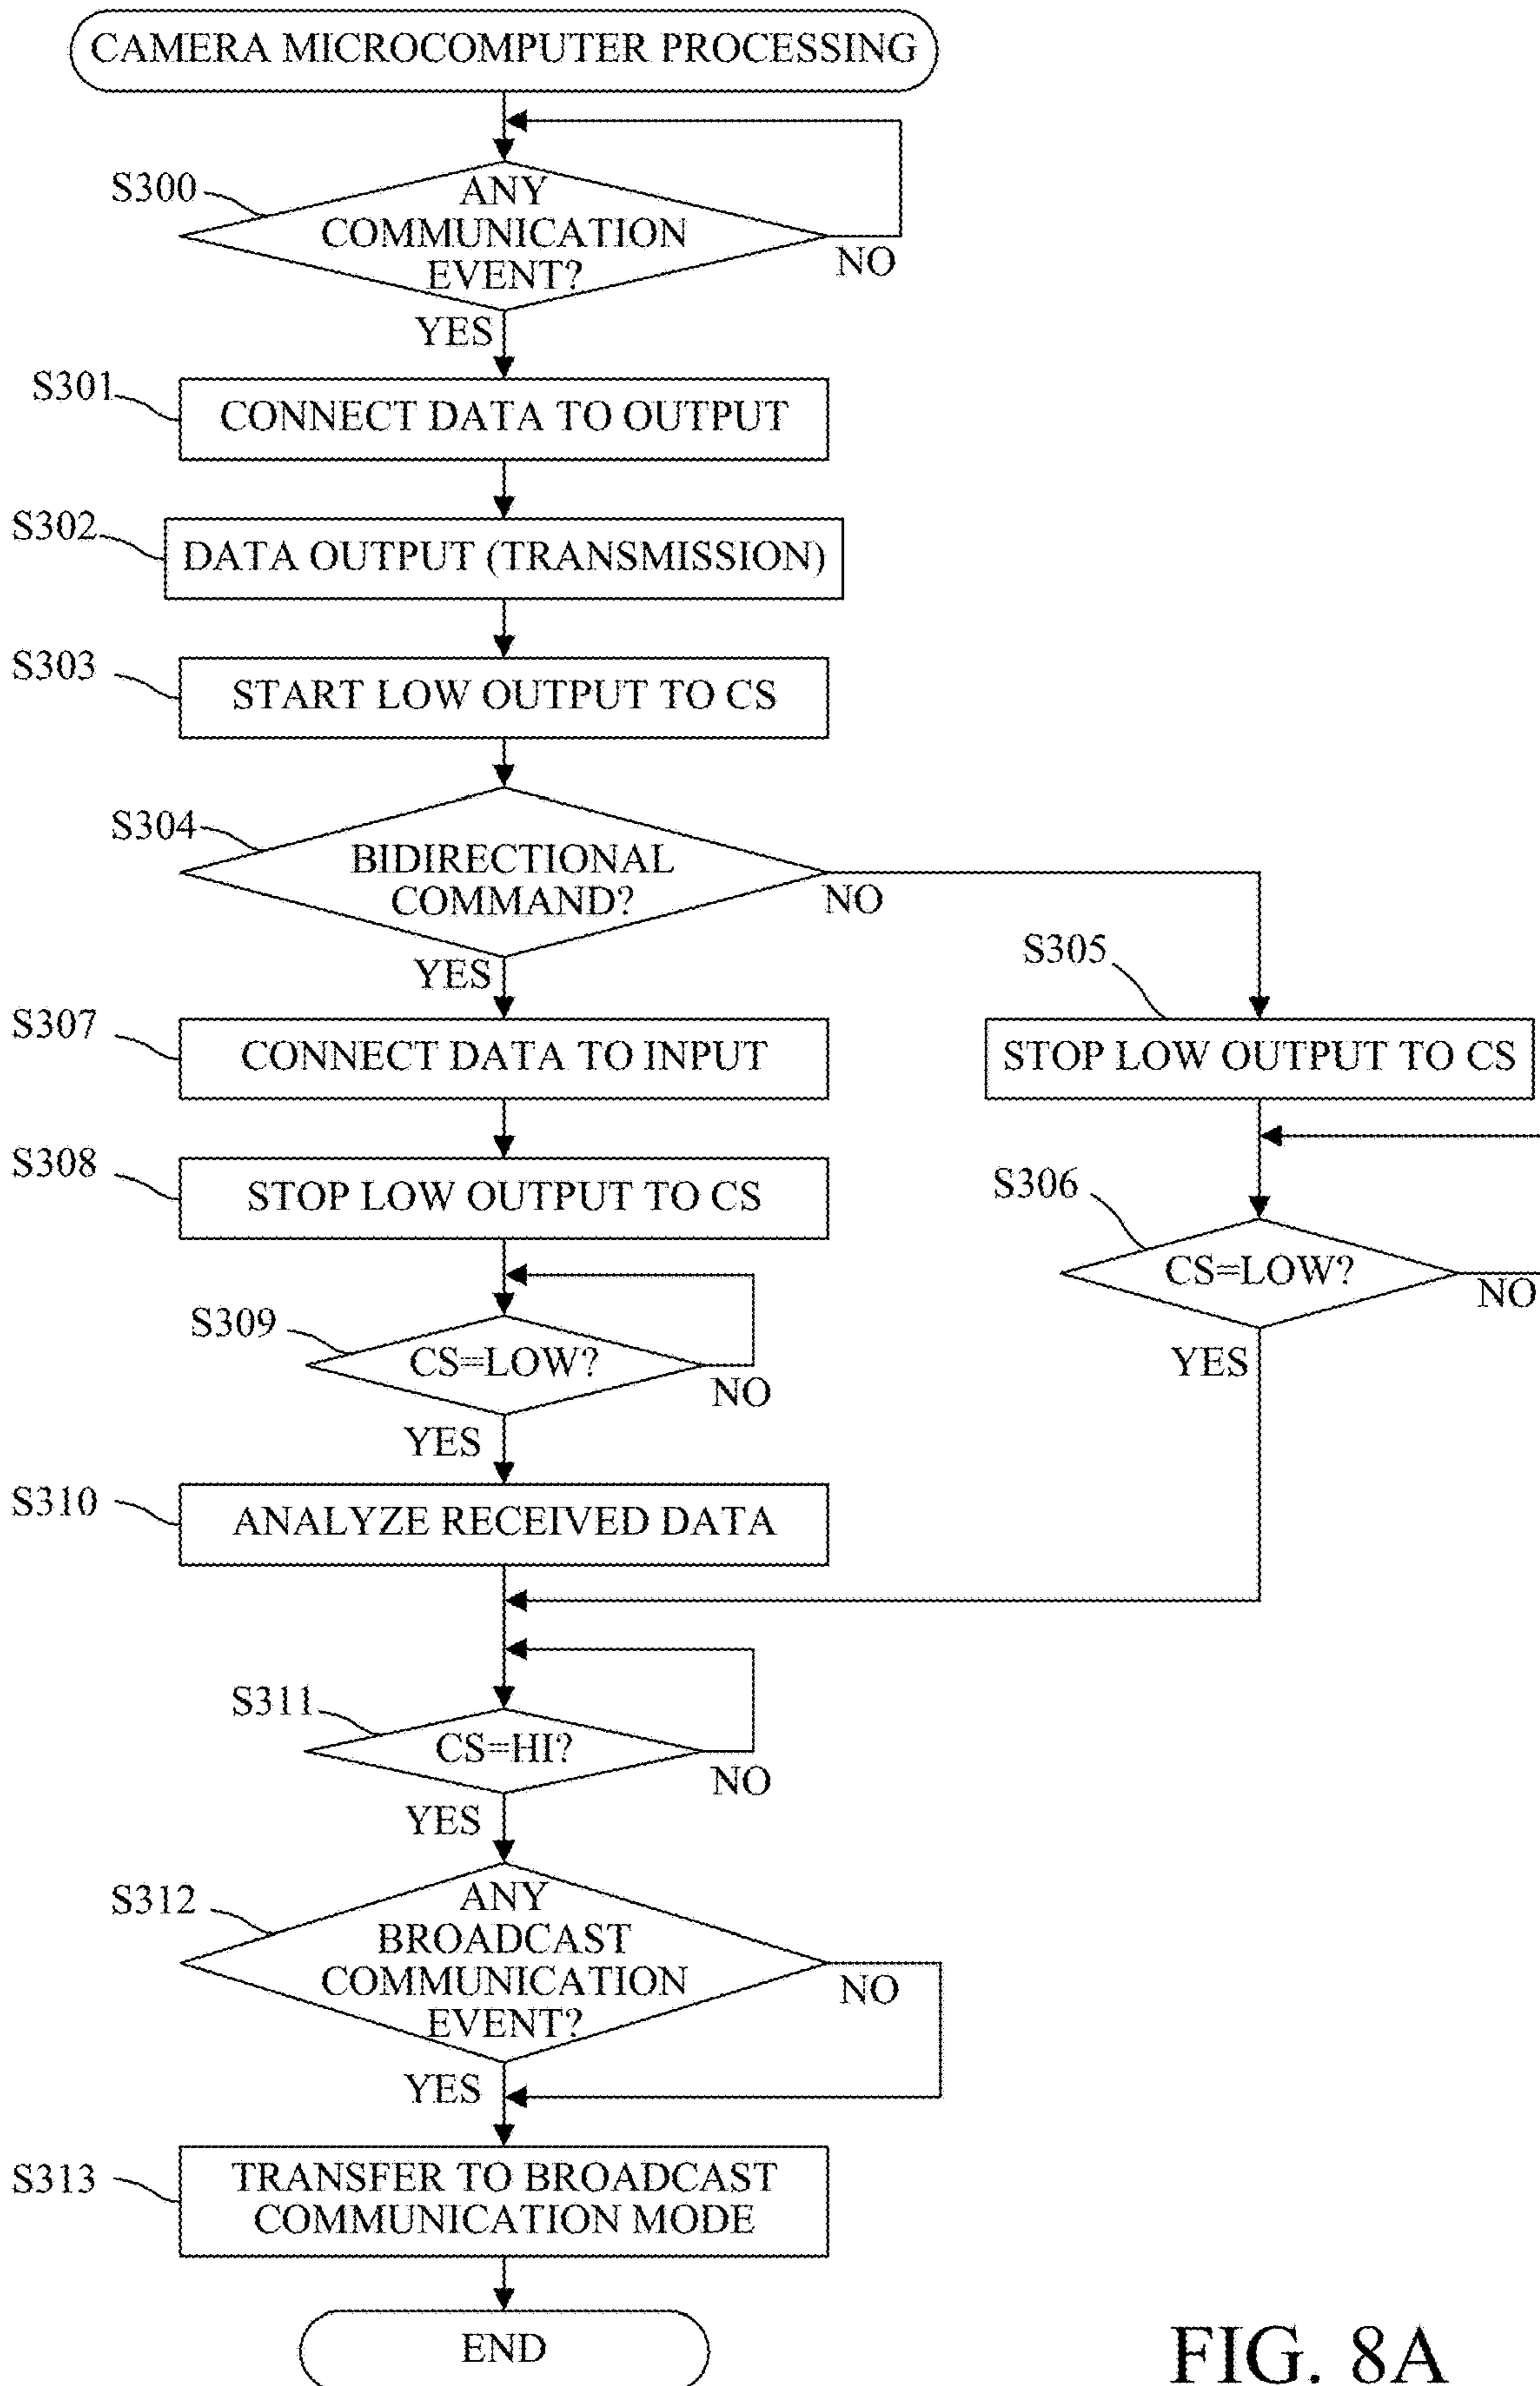 CAMERA MICROCOMPUTER PROCESSING
S300
ANY
COMMUNICATION
EVENT?
NO
YES
S301
CONNECT DATA TO OUTPUT
S302
DATA OUTPUT (TRANSMISSION)
S303
START LOW OUTPUT TO CS
S304
BIDIRECTIONAL
COMMAND?
NO
YES
S305
STOP LOW OUTPUT TO CS
S306
CS=LOW?
NO
YES
S307
CONNECT DATA TO INPUT
S308
STOP LOW OUTPUT TO CS
S309
CS=LOW?
NO
YES
S310
ANALYZE RECEIVED DATA
S311
CS=HI?
NO
YES
S312
ANY
BROADCAST
COMMUNICATION
EVENT?
NO
YES
S313
TRANSFER TO BROADCAST
COMMUNICATION MODE
END
FIG. 8A